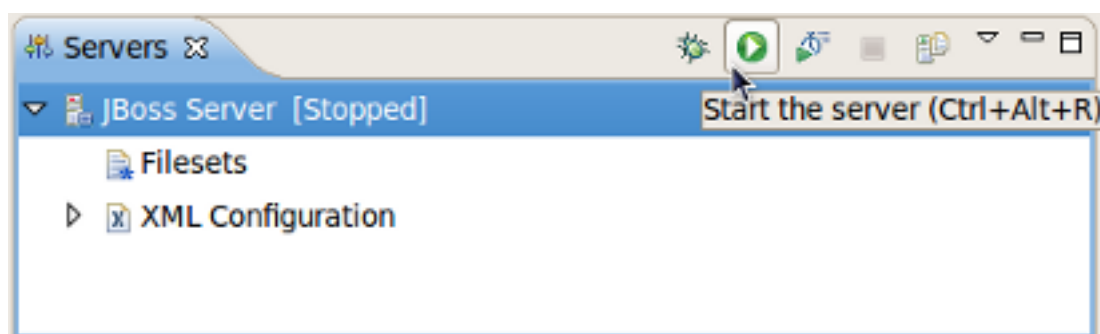 Servers
JBoss Server [Stopped]
Start the server (Ctrl+Alt+R)
Filesets
XML Configuration